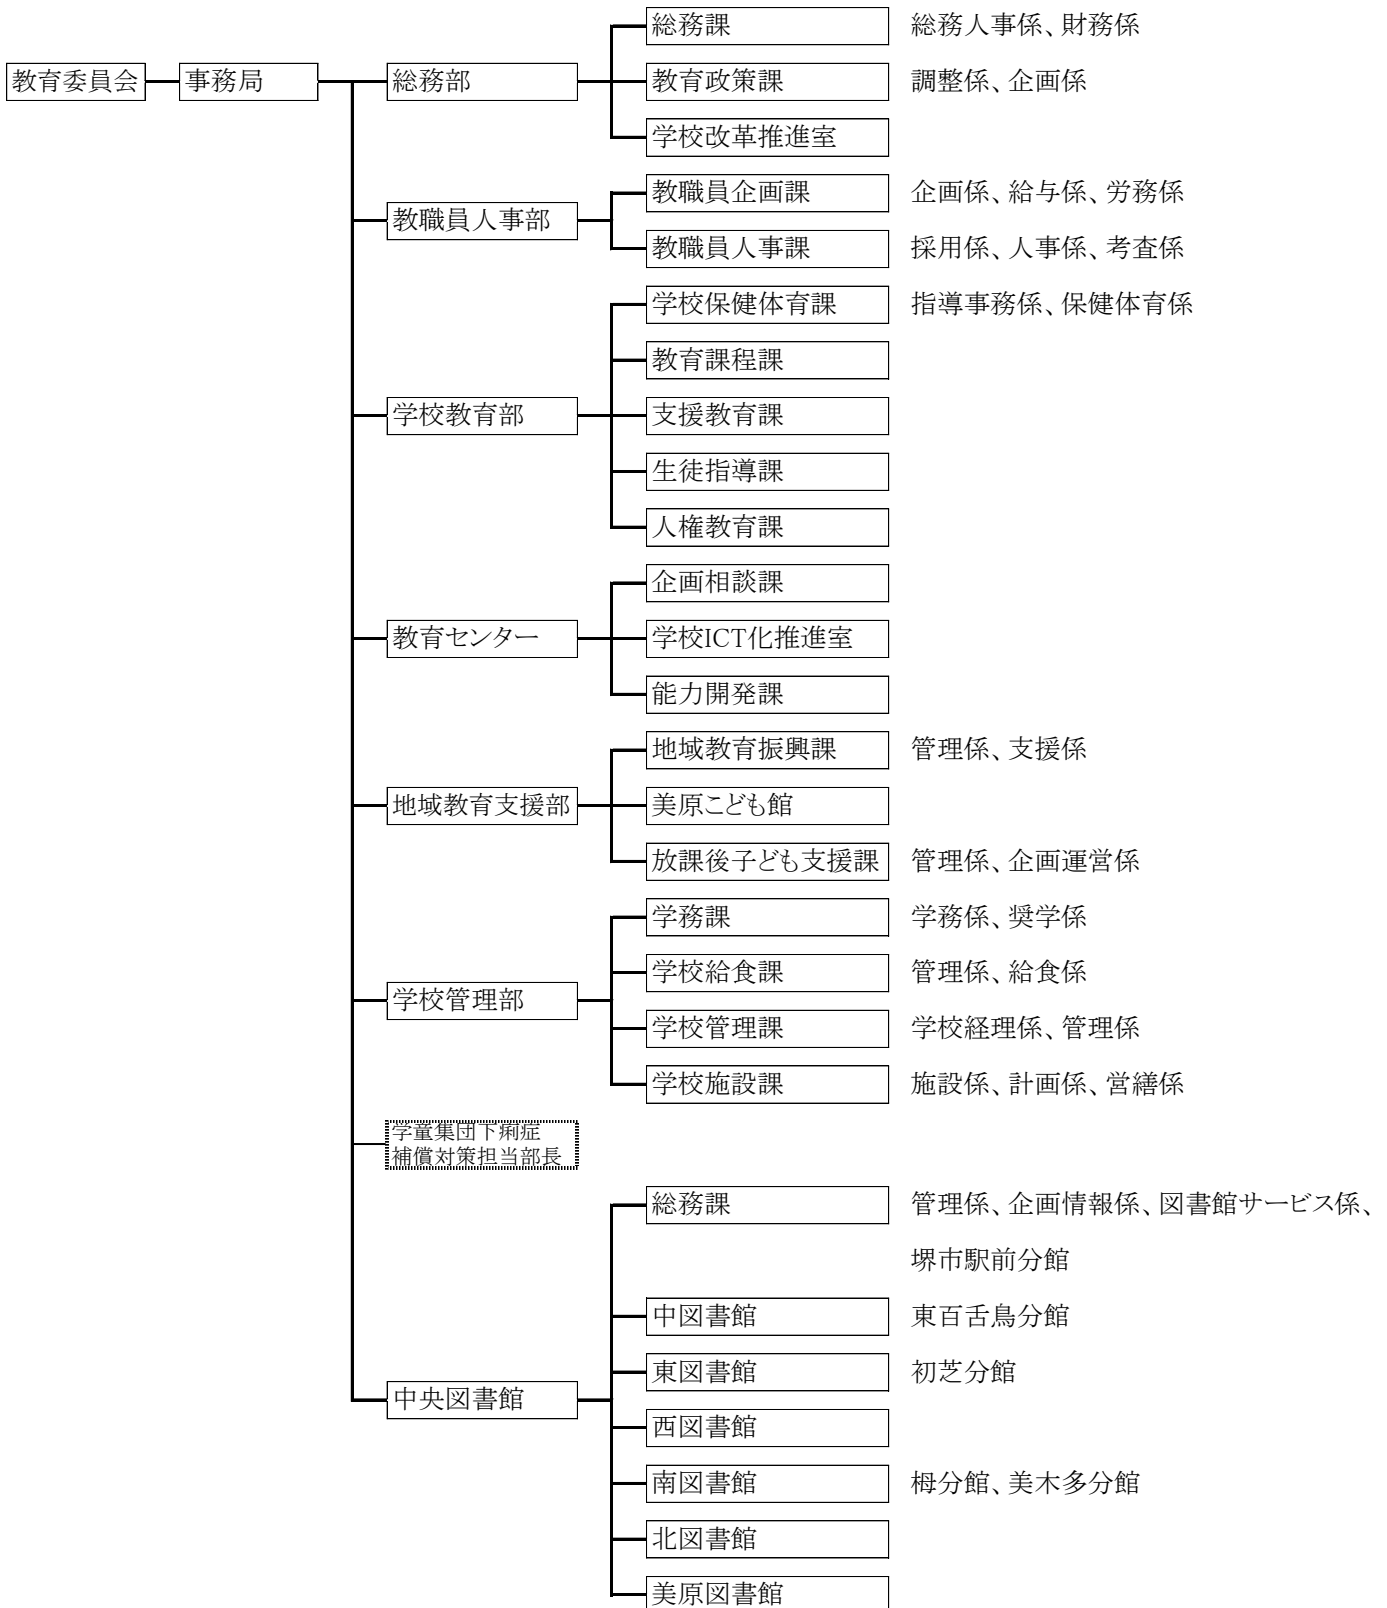 総務課 総務人事係、財務係
教育委員会 事務局 総務部 教育政策課 調整係、企画係
学校改革推進室
教職員企画課 企画係、給与係、労務係
教職員人事部
教職員人事課 採用係、人事係、考査係
学校保健体育課 指導事務係、保健体育係
教育課程課
学校教育部 支援教育課
生徒指導課
人権教育課
企画相談課
教育センター 学校ICT化推進室
能力開発課
地域教育振興課 管理係、支援係
地域教育支援部 美原こども館
放課後子ども支援課 管理係、企画運営係
学務課 学務係、奨学係
学校給食課 管理係、給食係
学校管理部
学校管理課 学校経理係、管理係
学校施設課 施設係、計画係、営繕係
学童集団下痢症
補償対策担当部長
総務課 管理係、企画情報係、図書館サービス係、
堺市駅前分館
中図書館 東百舌鳥分館
東図書館 初芝分館
中央図書館
西図書館
南図書館 栂分館、美木多分館
北図書館
美原図書館